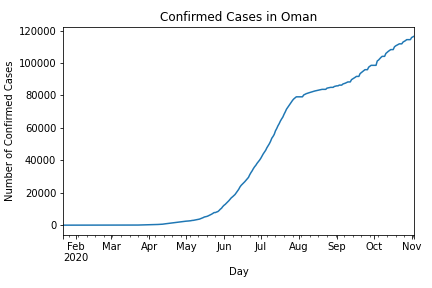 Confirmed Cases in Oman
Number of Confirmed Cases
120000
100000
80000
60000
40000
20000
0
Feb Mar Apr May Jun Jul Aug Sep Oct Nov
2020
Day